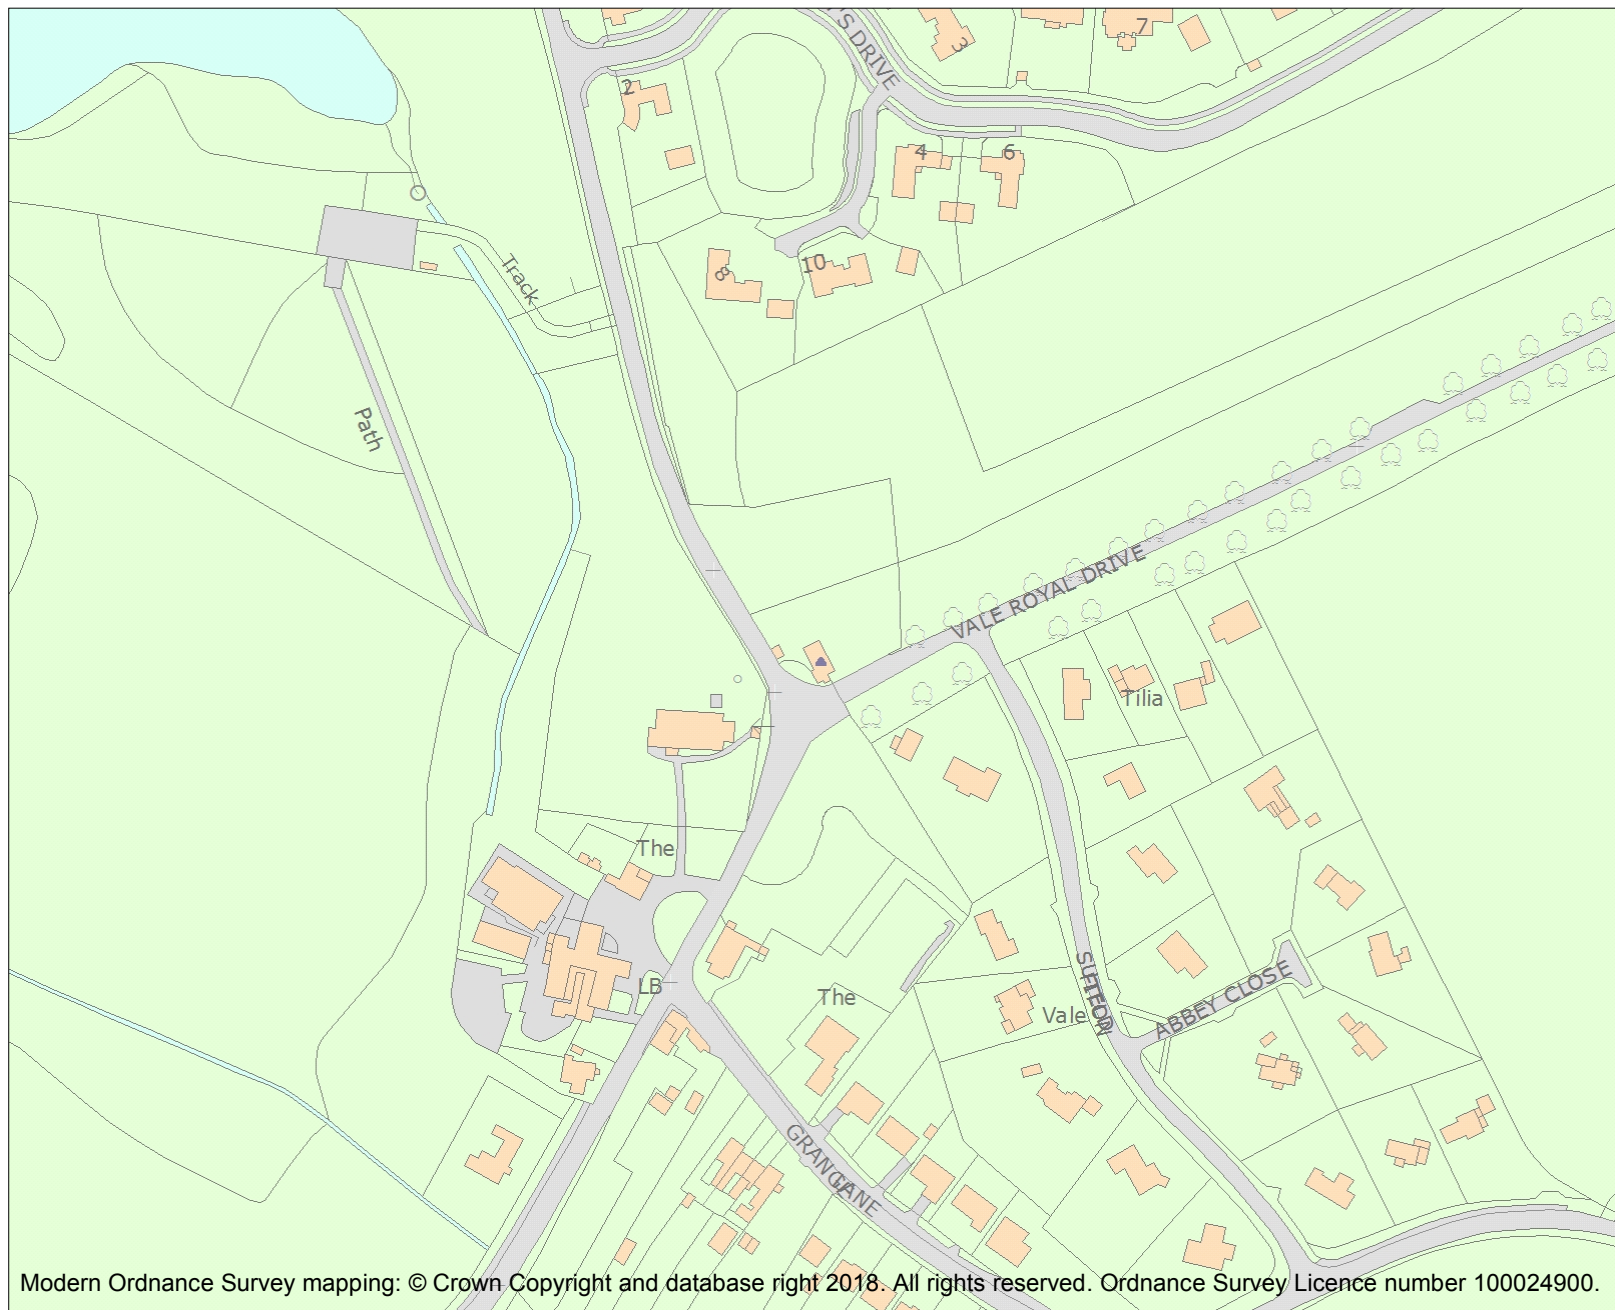 'S DRIVE
3
7
2
4
6
8
10
Track
Path
VALE ROYAL DRIVE
Tilia
The
LB
The
Vale
ABBEY CLOSE
GRANGE
LANE
Modern Ordnance Survey mapping: © Crown Copyright and database right 2018. All rights reserved. Ordnance Survey Licence number 100024900.